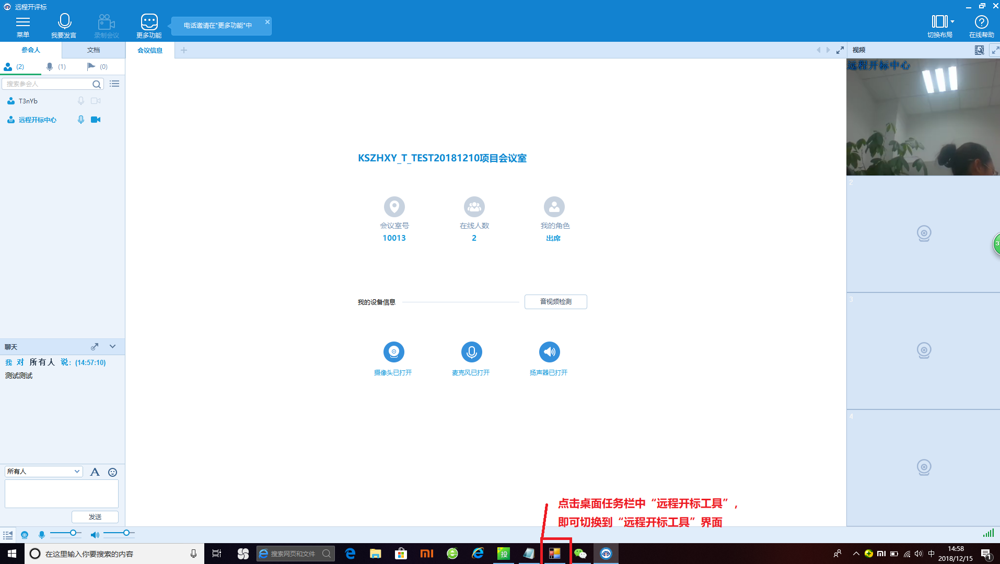 远程开评标
菜单
我要发言
录制会议
更多功能
电话邀请在"更多功能"中
切换布局
在线帮助
参会人
文档
会议信息
视频
(2)
(1)
(0)
搜索参会人
T3nYb
远程开标中心
远程开标中心
KSZHXY_T_TEST20181210项目会议室
会议室号
在线人数
我的角色
10013
2
出席
我的设备信息
音视频检测
摄像头已打开
麦克风已打开
扬声器已打开
2
3
4
聊天
我 对 所有人 说: (14:57:10)
测试测试
所有人
A
发送
点击桌面任务栏中“远程开标工具”,
即可切换到“远程开标工具”界面
在这里输入你要搜索的内容
搜索网页和文件
投
中
14:58
2018/12/15
1